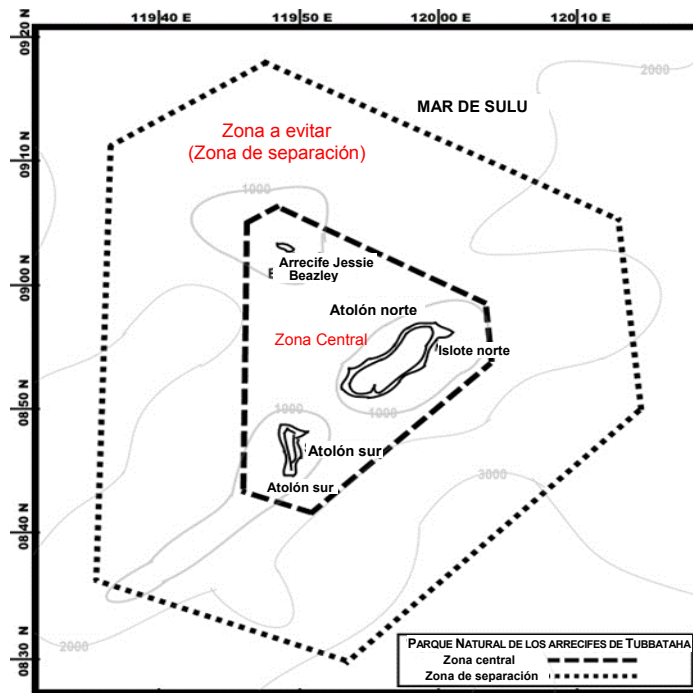 119 40 E
119 50 E
120 00 E
120 10 E
09 20 N
09 10 N
09 00 N
08 50 N
08 40 N
08 30 N
2000
MAR DE SULU
Zona a evitar
(Zona de separación)
1000
Arrecife Jessie
Beazley
Atolón norte
Zona Central
Islote norte
1000
1000
Atolón sur
Atolón sur
3000
2000
PARQUE NATURAL DE LOS ARRECIFES DE TUBBATAHA
Zona central
Zona de separación